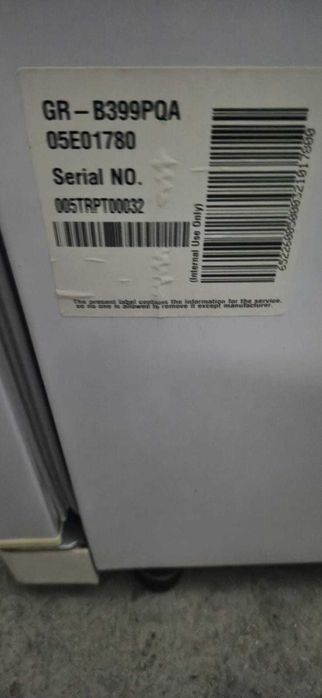 GR-B399PQA
05E01780
Serial NO.
005TRPT00032
(Internal Use Only)
The present label contains the information for the service.
so no one is allowed to remove it except manufacturer.